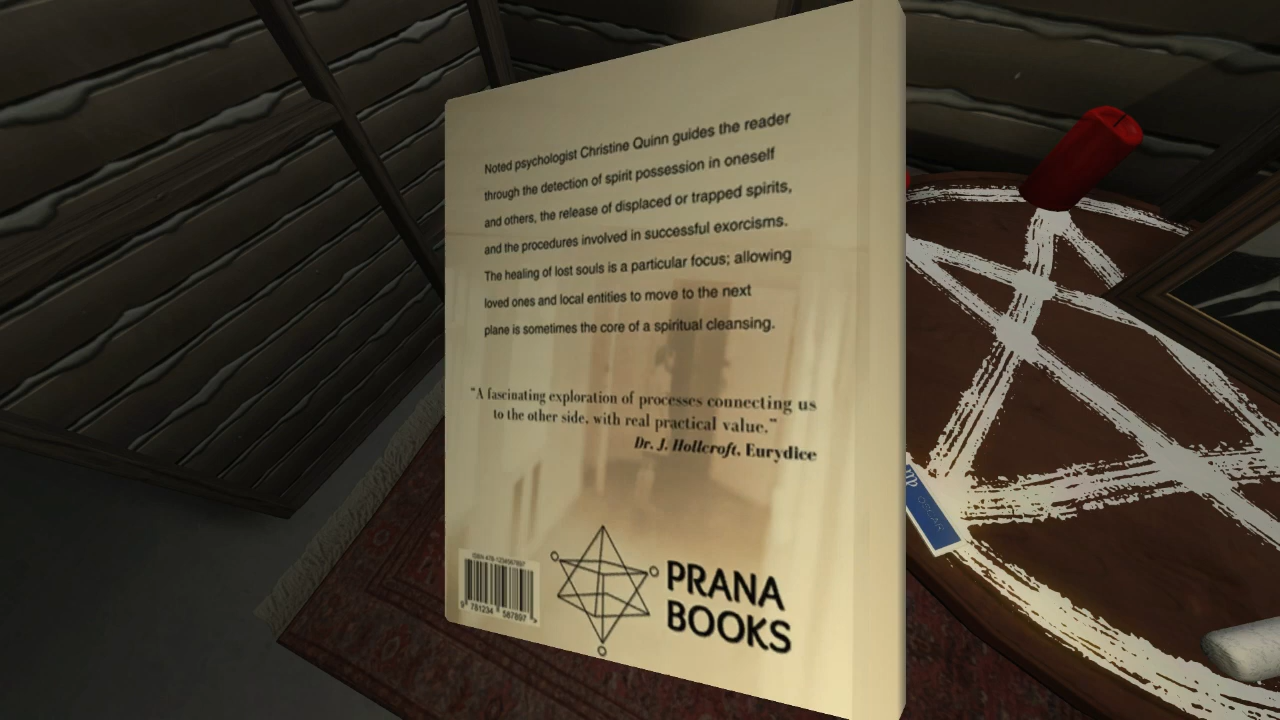 Noted psychologist Christine Quinn guides the reader
through the detection of spirit possession in oneself
and others, the release of displaced or trapped spirits,
and the procedures involved in successful exorcisms.
The healing of lost souls is a particular focus; allowing
loved ones and local entities to move to the next
plane is sometimes the core of a spiritual cleansing.
"A fascinating exploration of processes connecting us
to the other side, with real practical value."
Dr. J. Hollcroft, Eurydice
PRANA
BOOKS
OSCAR